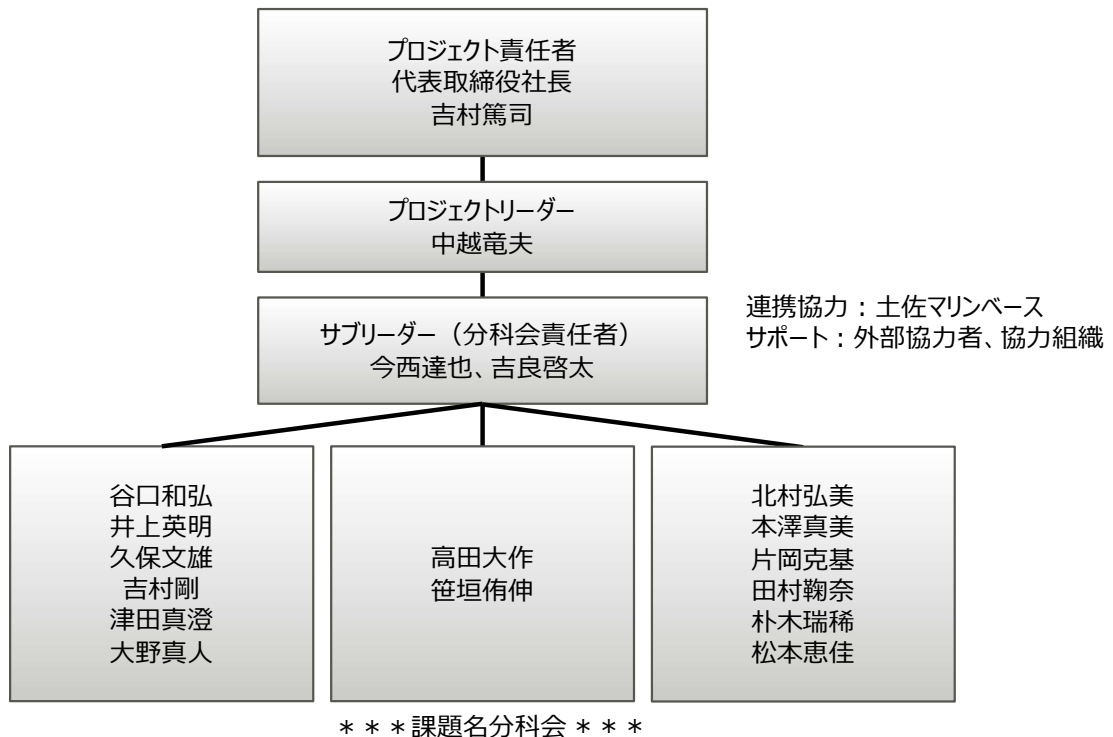 プロジェクト責任者
代表取締役社長
吉村篤司
プロジェクトリーダー
中越竜夫
サブリーダー（分科会責任者）
今西達也、吉良啓太
連携協力：土佐マリンベース
サポート：外部協力者、協力組織
谷口和弘
井上英明
久保文雄
吉村剛
津田真澄
大野真人
高田大作
笹垣侑伸
北村弘美
本澤真美
片岡克基
田村鞠奈
朴木瑞稀
松本恵佳
＊＊＊課題名分科会＊＊＊